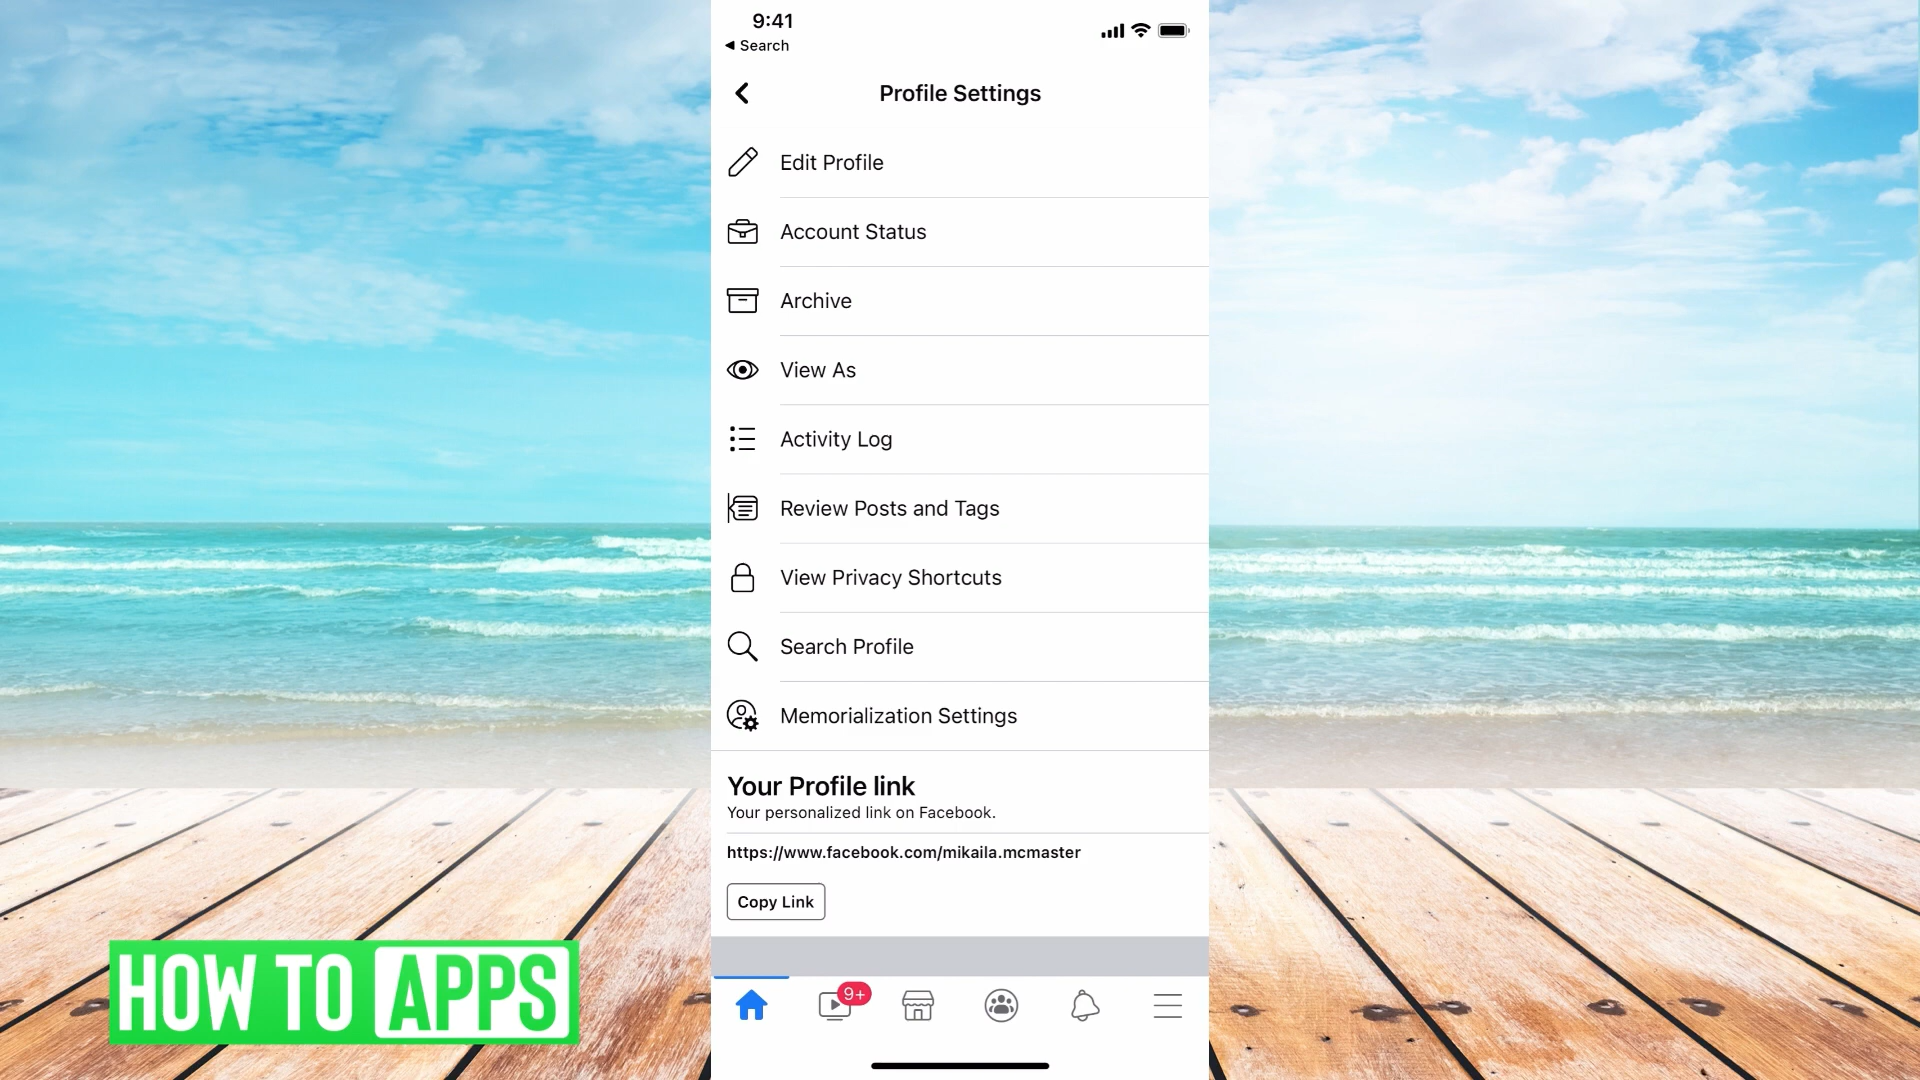 9:41
◀ Search
Profile Settings
Edit Profile
Account Status
Archive
View As
Activity Log
Review Posts and Tags
View Privacy Shortcuts
Search Profile
Memorialization Settings
Your Profile link
Your personalized link on Facebook.
https://www.facebook.com/mikaila.mcmaster
Copy Link
9+
HOW TO APPS